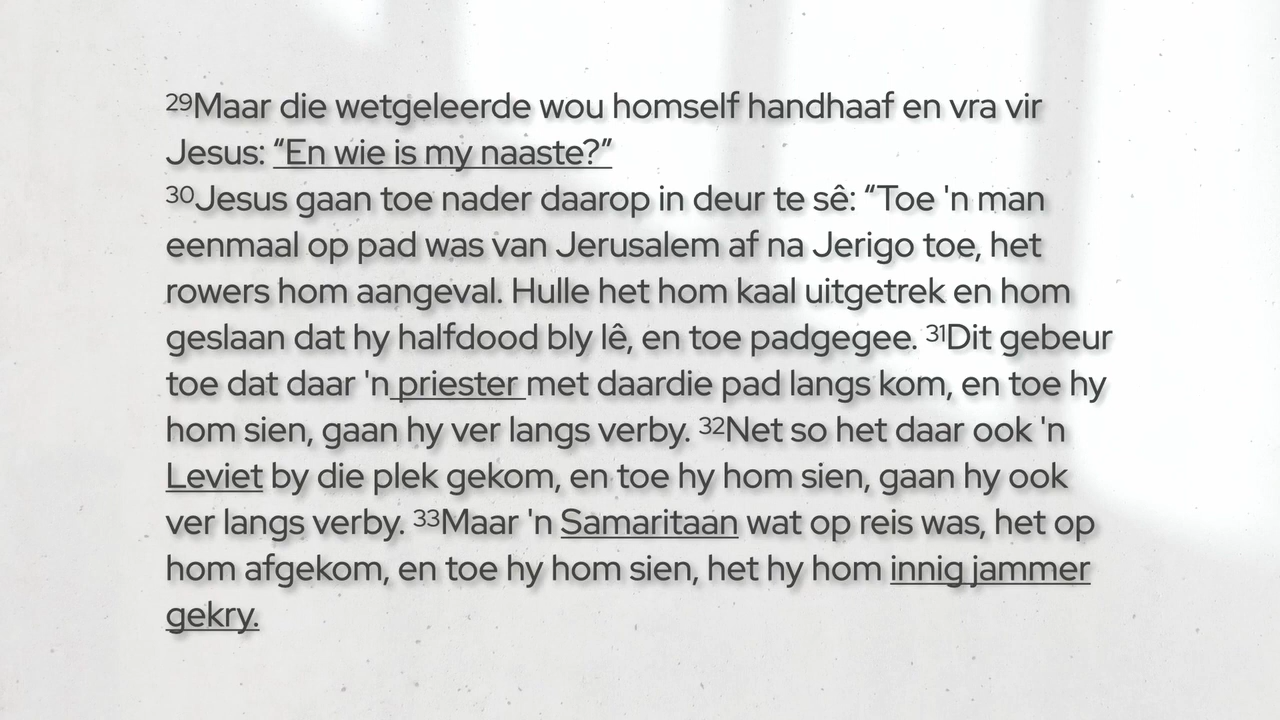 ²⁹Maar die wetgeleerde wou homself handhaaf en vra vir
Jesus: “En wie is my naaste?”
³⁰Jesus gaan toe nader daarop in deur te sê: “Toe 'n man
eenmaal op pad was van Jerusalem af na Jerigo toe, het
rowers hom aangeval. Hulle het hom kaal uitgetrek en hom
geslaan dat hy halfdood bly lê, en toe padgegee. ³¹Dit gebeur
toe dat daar 'n priester met daardie pad langs kom, en toe hy
hom sien, gaan hy ver langs verby. ³²Net so het daar ook 'n
Leviet by die plek gekom, en toe hy hom sien, gaan hy ook
ver langs verby. ³³Maar 'n Samaritaan wat op reis was, het op
hom afgekom, en toe hy hom sien, het hy hom innig jammer
gekry.